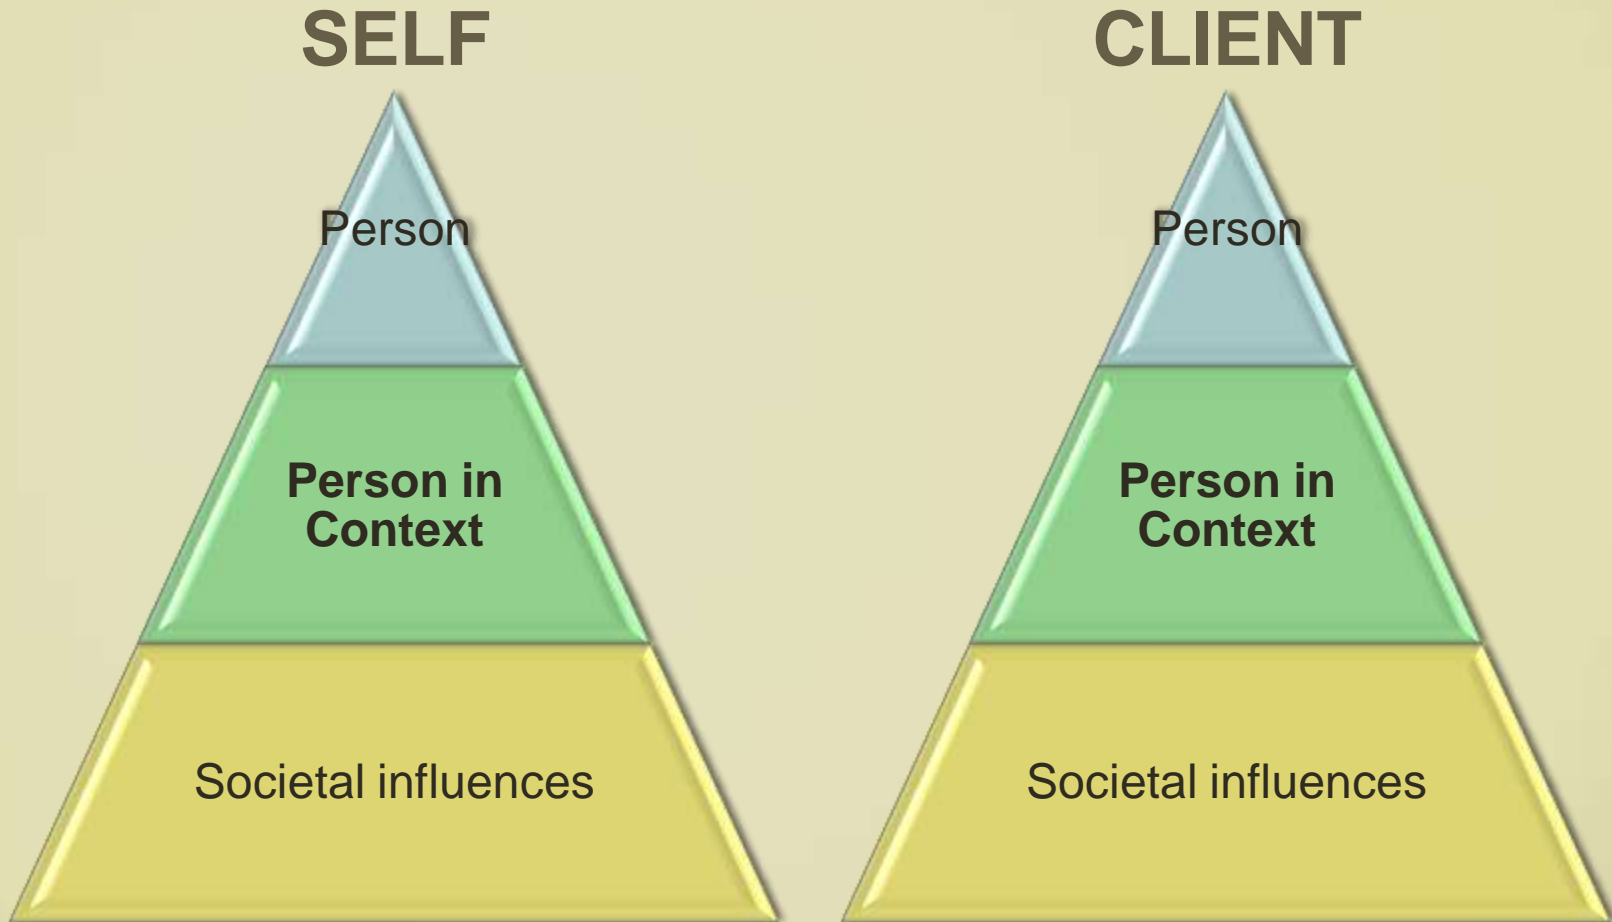 SELF
Person
Person in
Context
Societal influences
CLIENT
Person
Person in
Context
Societal influences